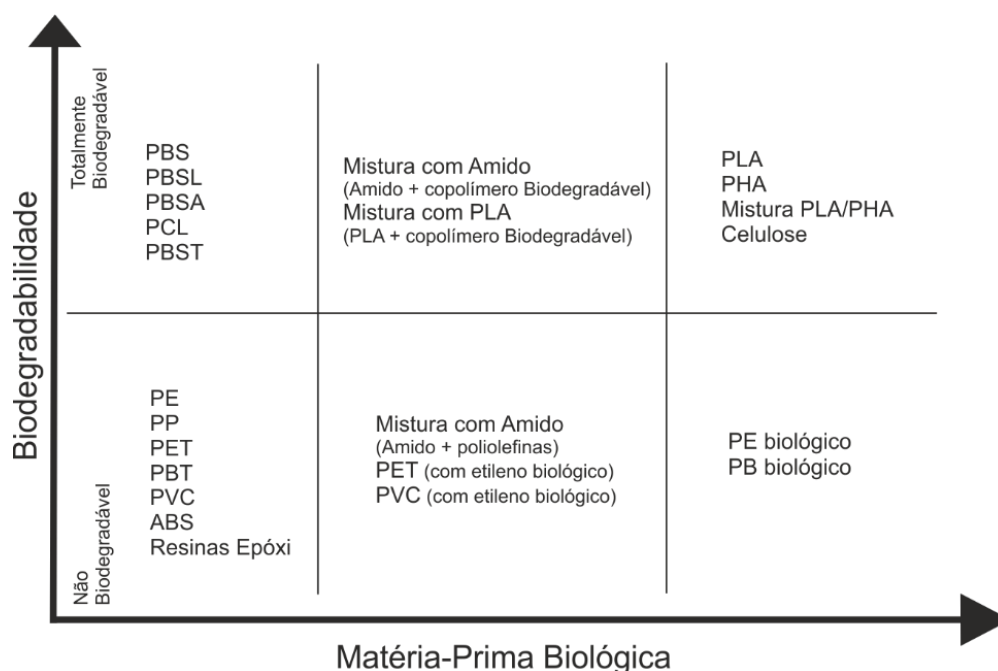 Biodegradabilidade
Totalmente
Biodegradável
PBS
PBSL
PBSA
PCL
PBST
Mistura com Amido
(Amido + copolímero Biodegradável)
Mistura com PLA
(PLA + copolímero Biodegradável)
PLA
PHA
Mistura PLA/PHA
Celulose
Não
Biodegradável
PE
PP
PET
PBT
PVC
ABS
Resinas Epóxi
Mistura com Amido
(Amido + poliolefinas)
PET (com etileno biológico)
PVC (com etileno biológico)
PE biológico
PB biológico
Matéria-Prima Biológica